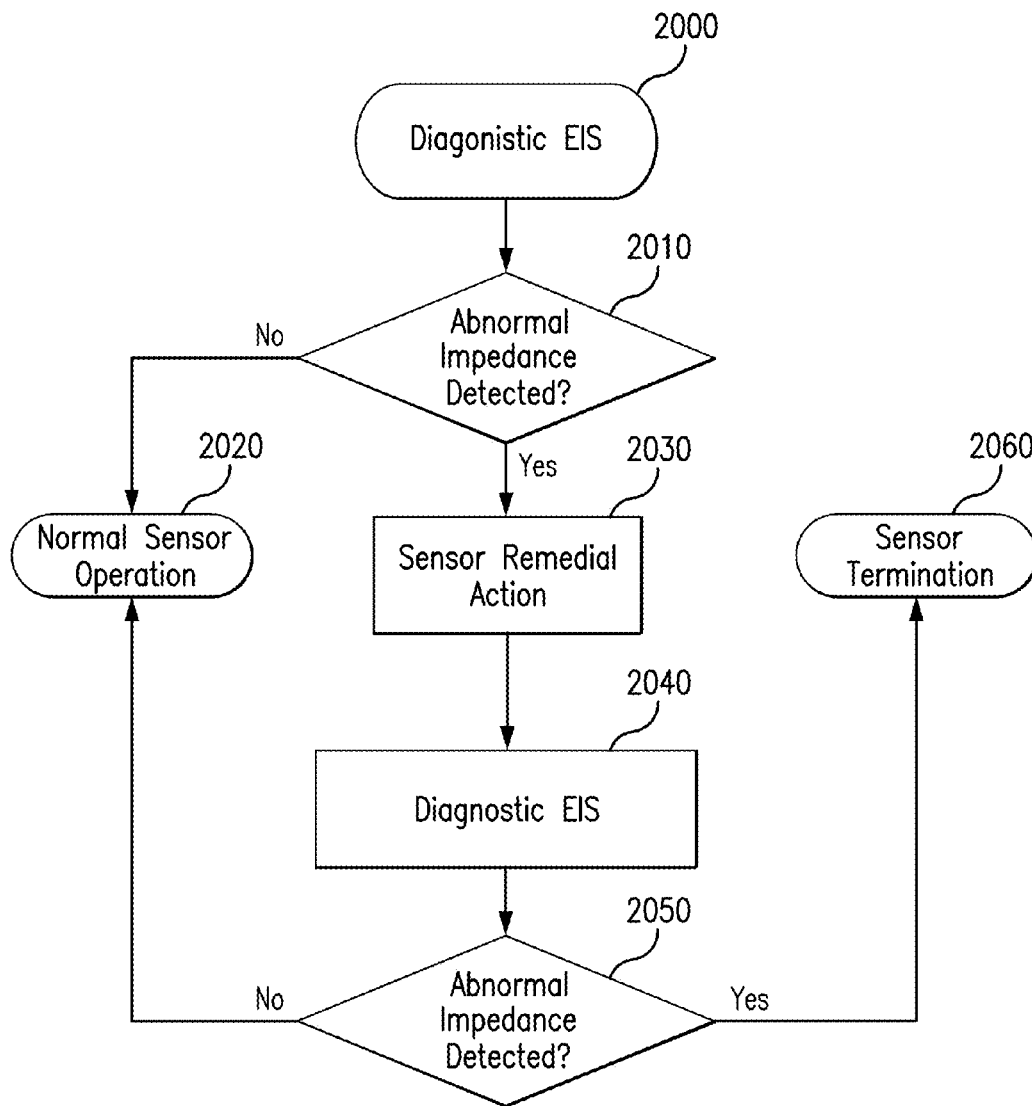 2000
Diagonistic EIS
2010
Abnormal
Impedance
Detected?
No
Yes
2020
Normal Sensor
Operation
2030
Sensor Remedial
Action
2060
Sensor
Termination
2040
Diagnostic EIS
2050
Abnormal
Impedance
Detected?
No
Yes